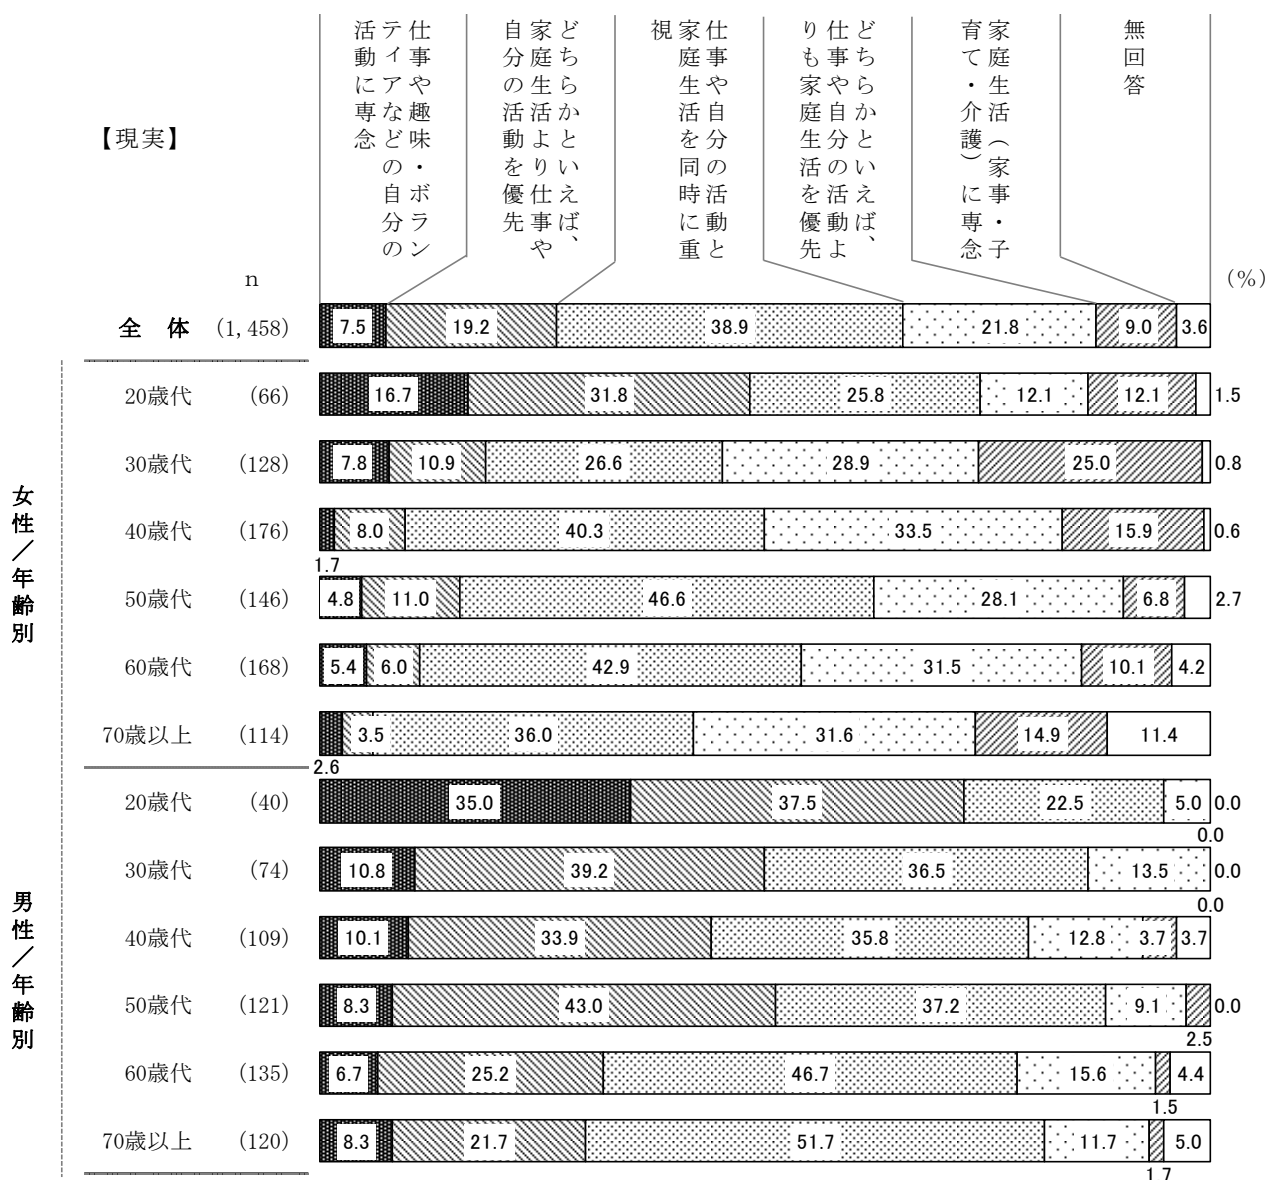 【現実】
仕事や趣味・ボラン
ティアなどの自分の
活動に専念
どちらかといえば、
家庭生活より仕事や
自分の活動を優先
仕事や自分の活動と
家庭生活を同時に重
視
どちらかといえば、
仕事や自分の活動よ
りも家庭生活を優先
家庭生活（家事・子
育て・介護）に専念
無回答
n
(%)
全 体 (1,458) 7.5 19.2 38.9 21.8 9.0 3.6
女性／年齢別
20歳代 (66) 16.7 31.8 25.8 12.1 12.1 1.5
30歳代 (128) 7.8 10.9 26.6 28.9 25.0 0.8
40歳代 (176) 1.7 8.0 40.3 33.5 15.9 0.6
50歳代 (146) 4.8 11.0 46.6 28.1 6.8 2.7
60歳代 (168) 5.4 6.0 42.9 31.5 10.1 4.2
70歳以上 (114) 2.6 3.5 36.0 31.6 14.9 11.4
男性／年齢別
20歳代 (40) 35.0 37.5 22.5 5.0 0.0 0.0
30歳代 (74) 10.8 39.2 36.5 13.5 0.0 0.0
40歳代 (109) 10.1 33.9 35.8 12.8 3.7 3.7
50歳代 (121) 8.3 43.0 37.2 9.1 2.5 0.0
60歳代 (135) 6.7 25.2 46.7 15.6 1.5 4.4
70歳以上 (120) 8.3 21.7 51.7 11.7 1.7 5.0